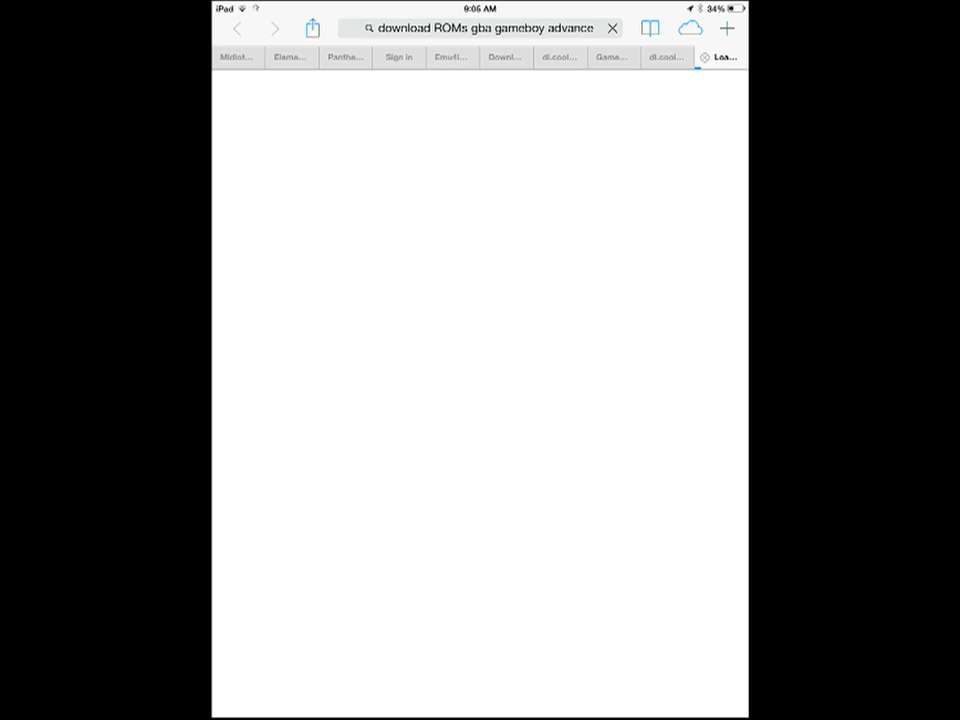 iPad 9:05 AM 34%
download ROMs gba gameboy advance
Midlot... Eleme... Panthe... Sign In Emu4i... Downl... dl.cool... Game... dl.cool... Loa...